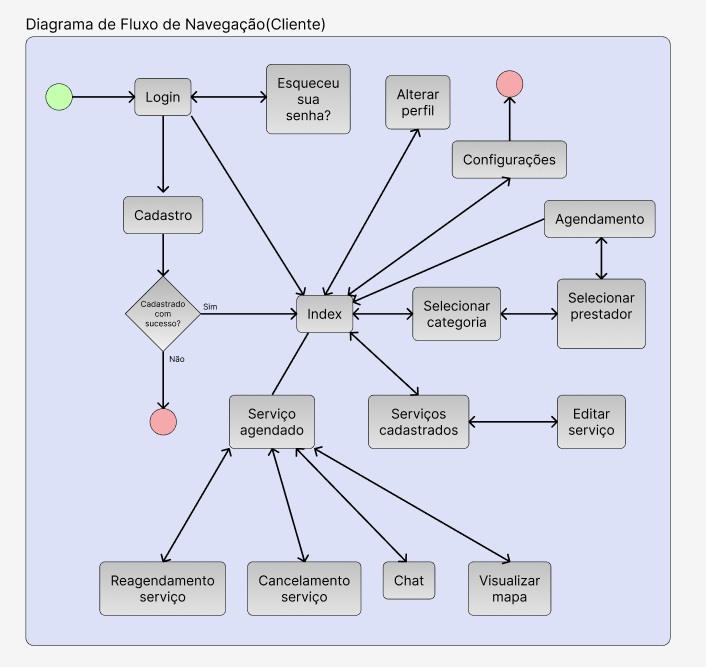 Diagrama de Fluxo de Navegação(Cliente)
Login
Esqueceu
sua
senha?
Alterar
perfil
Configurações
Cadastro
Agendamento
Cadastrado
com
sucesso?
Sim
Não
Index
Selecionar
categoria
Selecionar
prestador
Serviço
agendado
Serviços
cadastrados
Editar
serviço
Reagendamento
serviço
Cancelamento
serviço
Chat
Visualizar
mapa